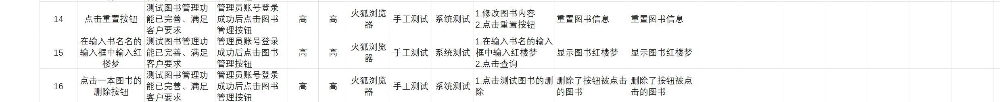 14
点击重置按钮
测试图书管理功
能已完善、满足
客户要求
管理员账号登录
成功后点击图书
管理按钮
高
高
火狐浏览
器
手工测试
系统测试
1.修改图书内容
2.点击重置按钮
重置图书信息
重置图书信息
15
在输入书名名的
输入框中输入红
楼梦
测试图书管理功
能已完善、满足
客户要求
管理员账号登录
成功后点击图书
管理按钮
高
高
火狐浏览
器
手工测试
系统测试
1.在输入书名的输入
框中输入红楼梦
2.点击查询
显示图书红楼梦
显示图书红楼梦
16
点击一本图书的
删除按钮
测试图书管理功
能已完善、满足
客户要求
管理员账号登录
成功后点击图书
管理按钮
高
高
火狐浏览
器
手工测试
系统测试
1.点击测试图书的删
除
删除了按钮被点击
的图书
删除了按钮被点
击的图书